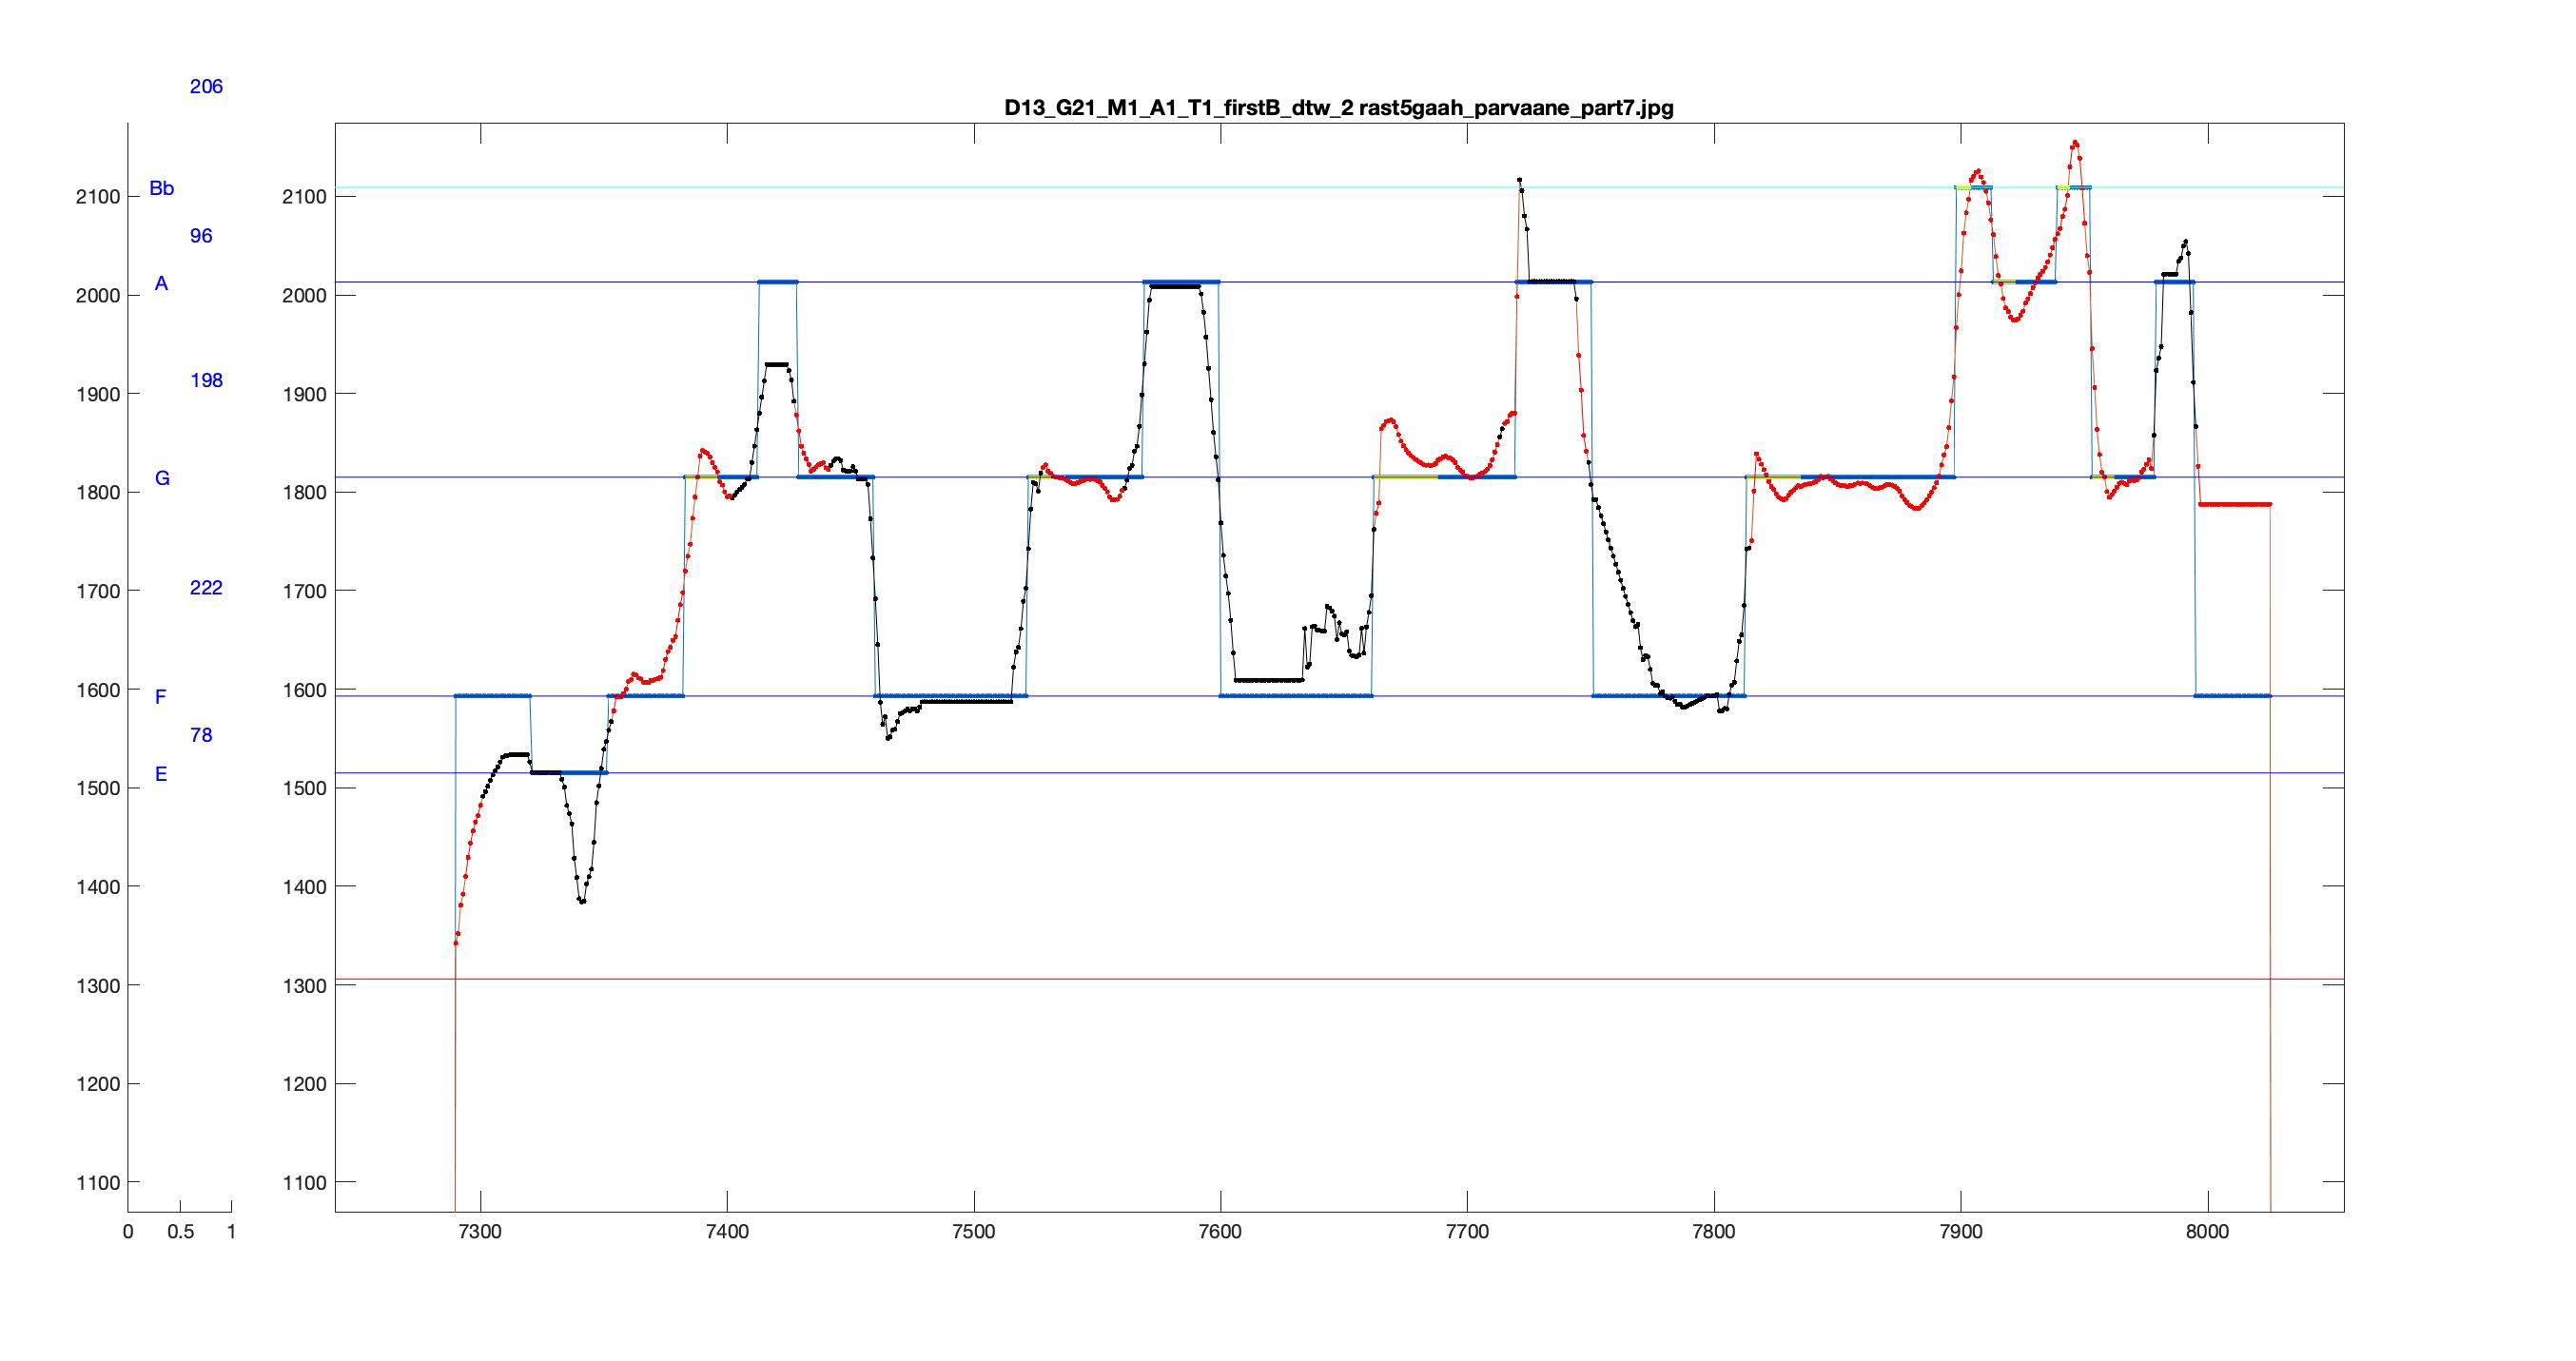 206
D13_G21_M1_A1_T1_firstB_dtw_2 rast5gaah_parvaane_part7.jpg
2100 Bb 2100
96
2000 A 2000
1900 198 1900
1800 G 1800
1700 222 1700
1600 F 1600
78
1500 E 1500
1400 1400
1300 1300
1200 1200
1100 1100
0 0.5 1 7300 7400 7500 7600 7700 7800 7900 8000